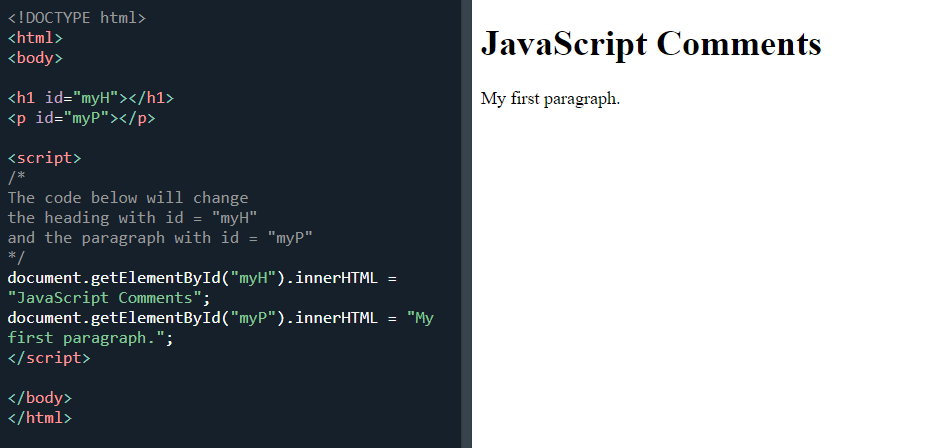 <!DOCTYPE html>
<html>
<body>
<h1 id="myH"></h1>
<p id="myP"></p>
<script>
/*
The code below will change
the heading with id = "myH"
and the paragraph with id = "myP"
*/
document.getElementById("myH").innerHTML =
"JavaScript Comments";
document.getElementById("myP").innerHTML = "My
first paragraph.";
</script>
</body>
</html>
JavaScript Comments
My first paragraph.